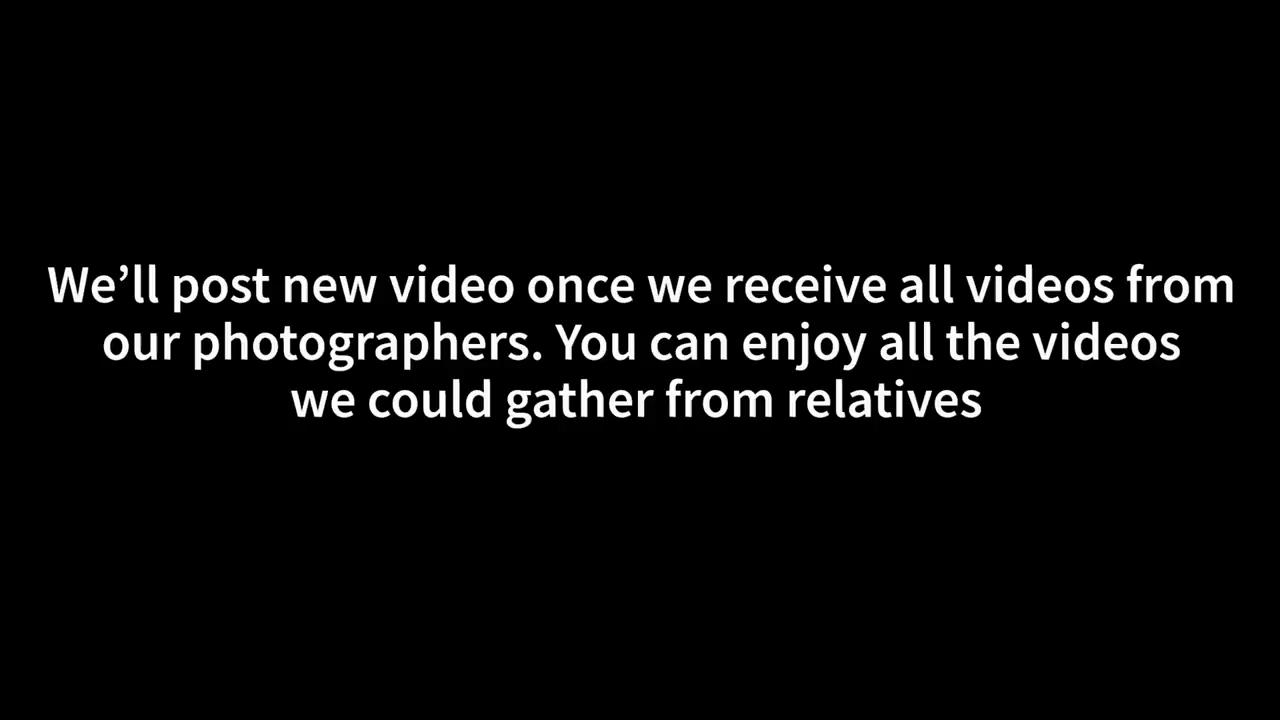 We’ll post new video once we receive all videos from
our photographers. You can enjoy all the videos
we could gather from relatives